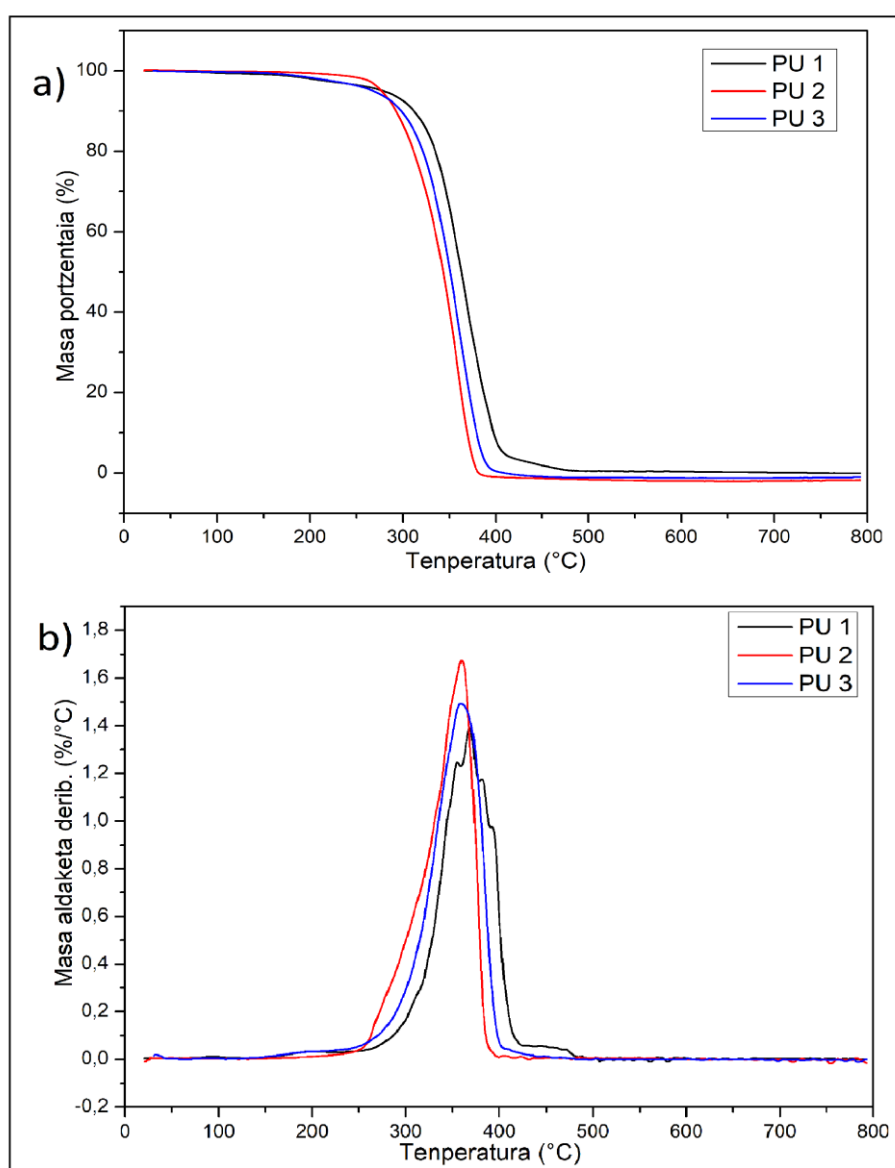 a)
PU 1
PU 2
PU 3
Masa portzentaia (%)
100
80
60
40
20
0
0 100 200 300 400 500 600 700 800
Tenperatura (°C)
b)
PU 1
PU 2
PU 3
Masa aldaketa derib. (%/°C)
1,8
1,6
1,4
1,2
1,0
0,8
0,6
0,4
0,2
0,0
-0,2
0 100 200 300 400 500 600 700 800
Tenperatura (°C)